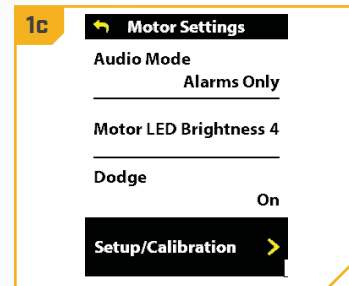 1c
Motor Settings
Audio Mode
Alarms Only
Motor LED Brightness 4
Dodge
On
Setup/Calibration